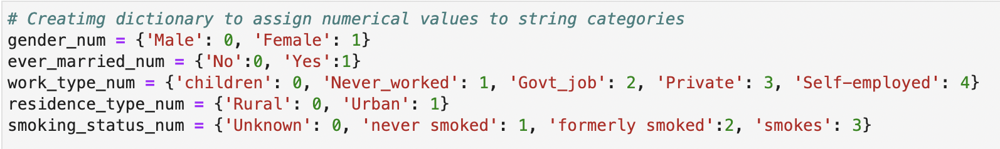 # Creatimg dictionary to assign numerical values to string categories
gender_num = {'Male': 0, 'Female': 1}
ever_married_num = {'No':0, 'Yes':1}
work_type_num = {'children': 0, 'Never_worked': 1, 'Govt_job': 2, 'Private': 3, 'Self-employed': 4}
residence_type_num = {'Rural': 0, 'Urban': 1}
smoking_status_num = {'Unknown': 0, 'never smoked': 1, 'formerly smoked':2, 'smokes': 3}